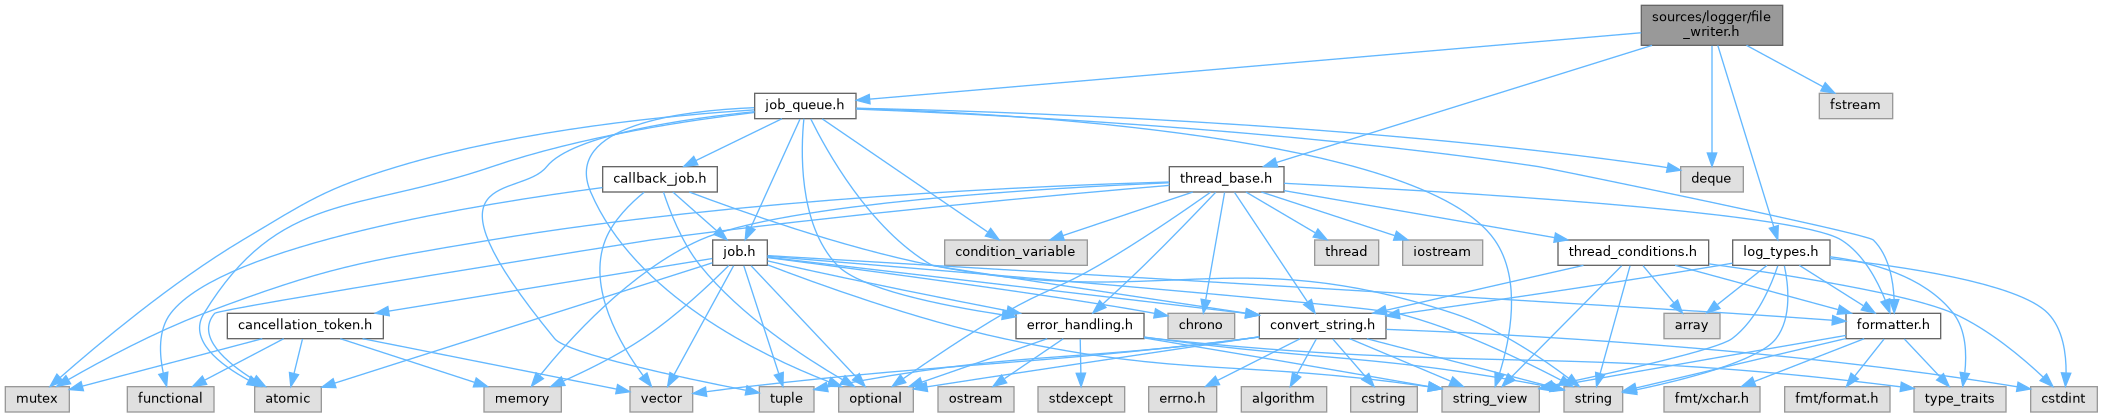 sources/logger/file
_writer.h
job_queue.h
fstream
callback_job.h
thread_base.h
deque
job.h
condition_variable
thread
iostream
thread_conditions.h
log_types.h
cancellation_token.h
error_handling.h
chrono
convert_string.h
array
formatter.h
mutex
functional
atomic
memory
vector
tuple
optional
ostream
stdexcept
errno.h
algorithm
cstring
string_view
string
fmt/xchar.h
fmt/format.h
type_traits
cstdint